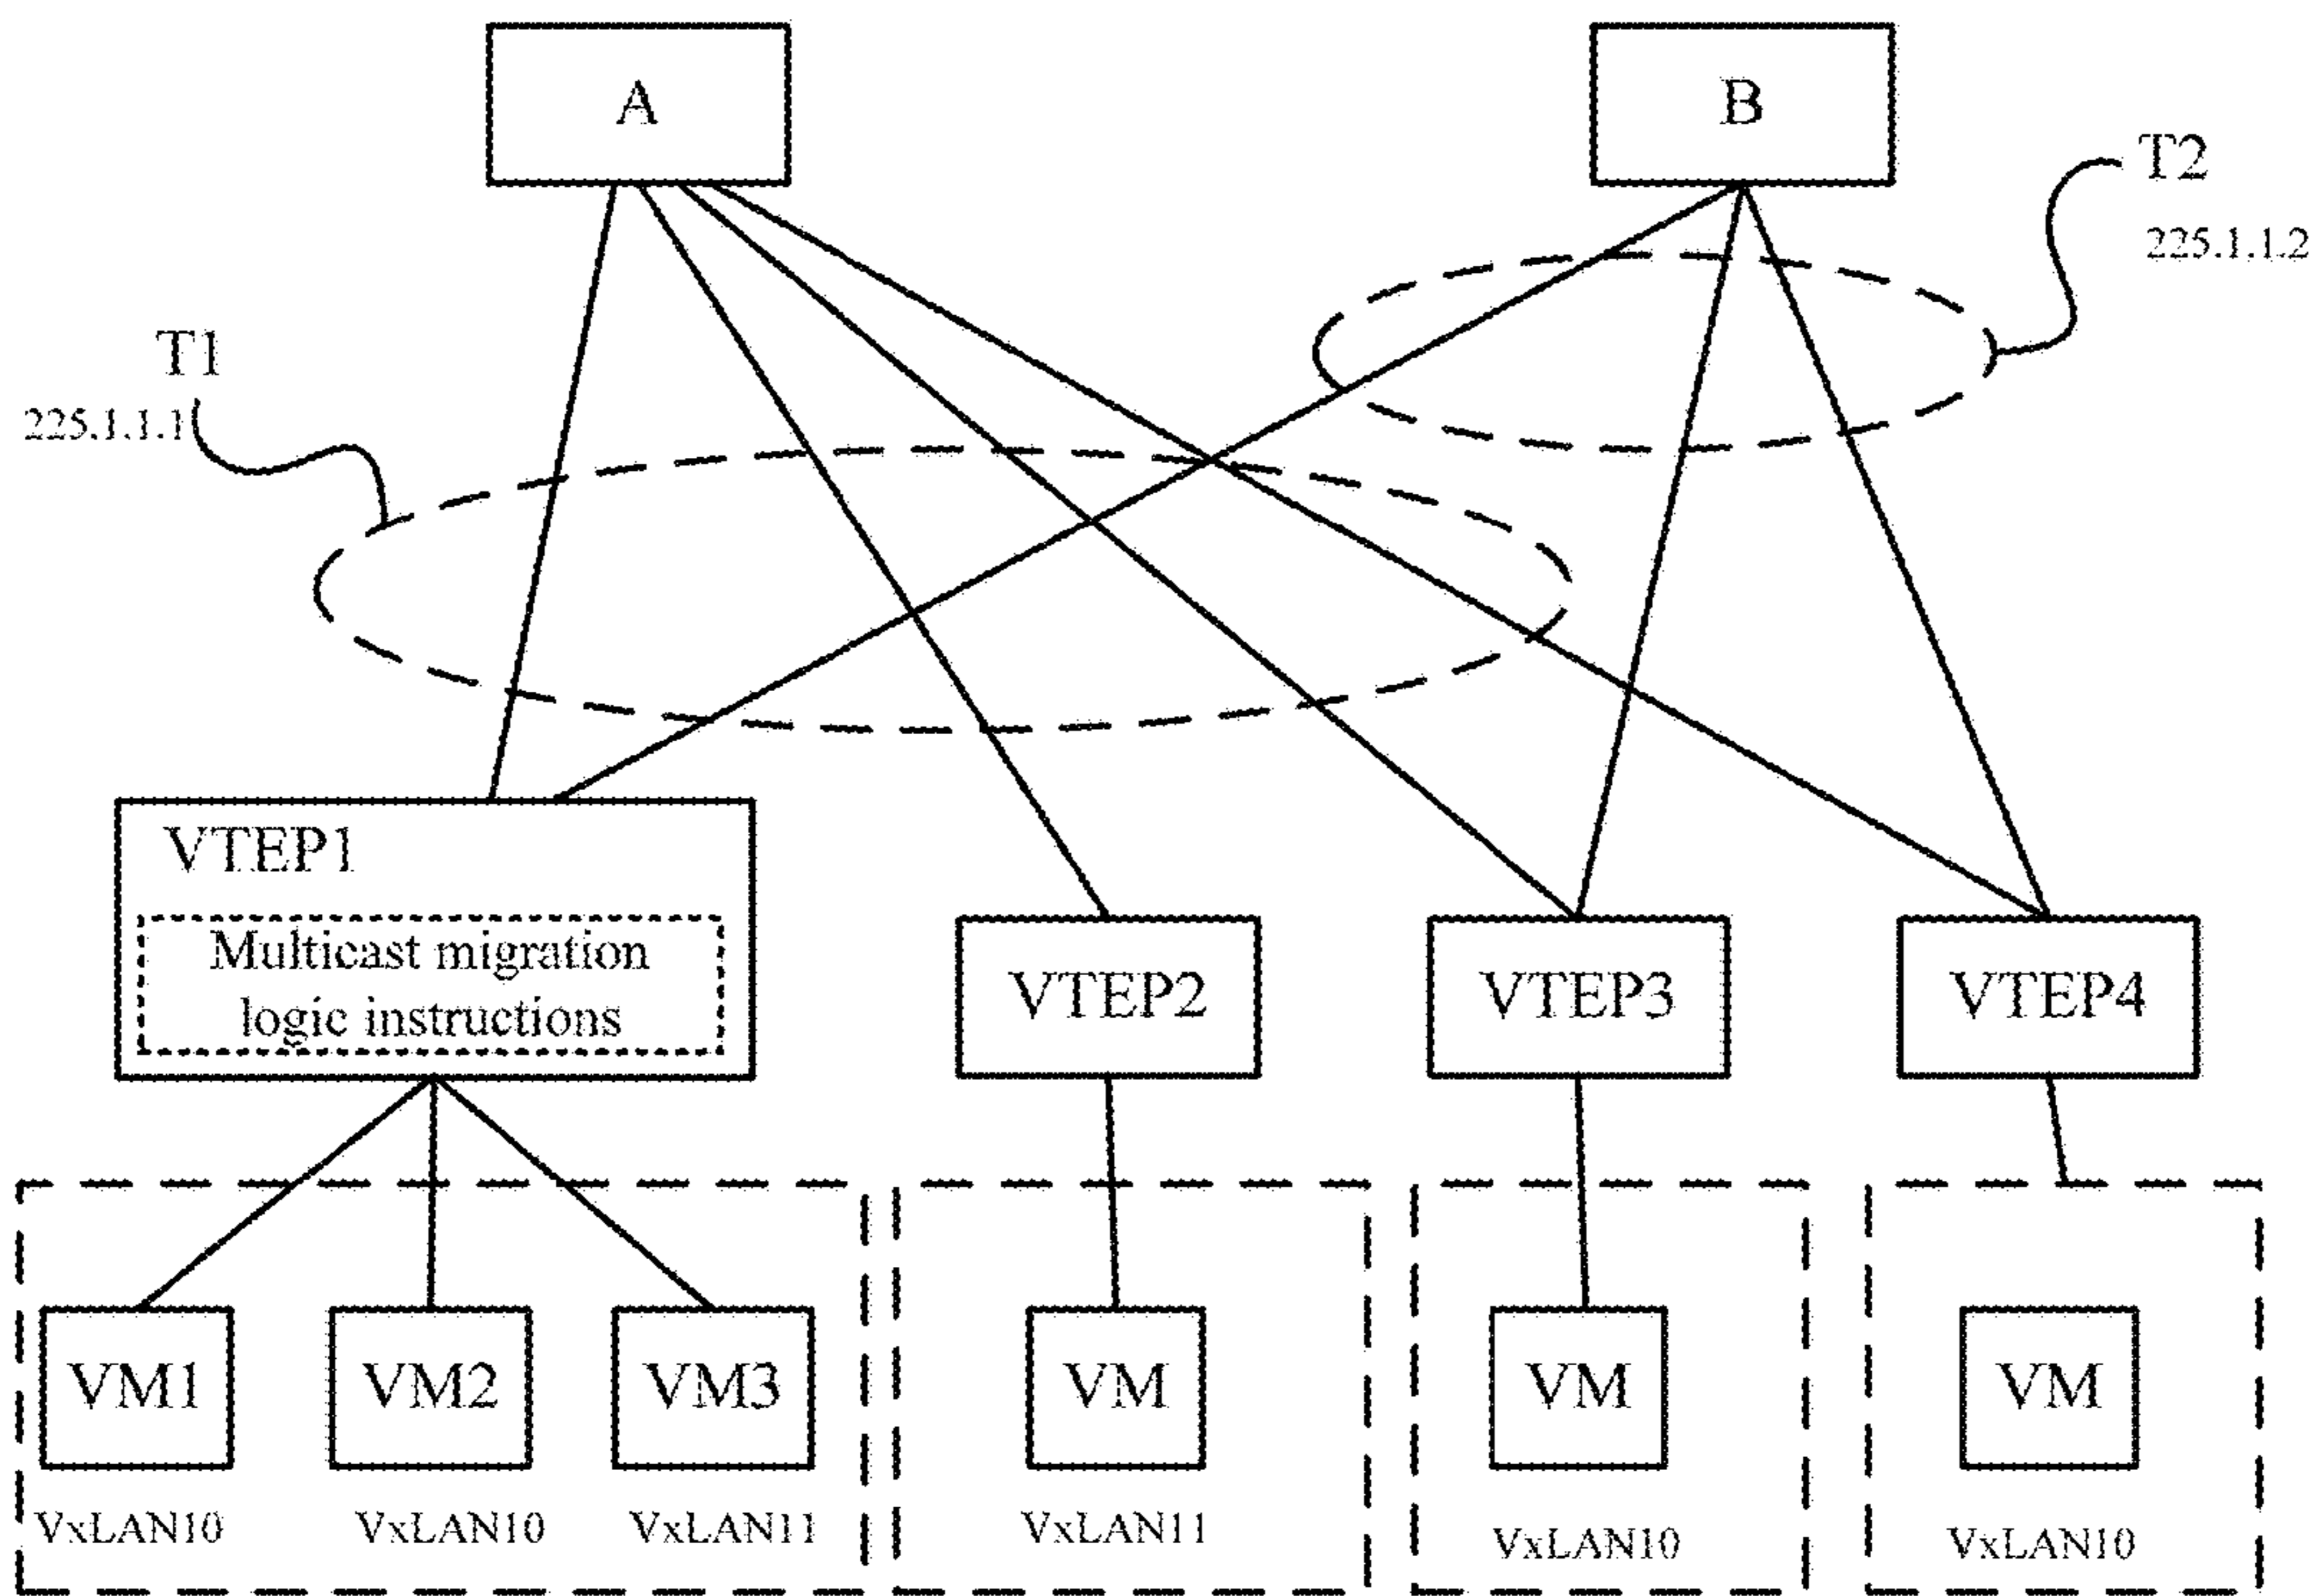 A
B
T2
225.1.1.2
T1
225.1.1.1
VTEP1
Multicast migration
logic instructions
VTEP2
VTEP3
VTEP4
VM1
VM2
VM3
VM
VM
VM
VxLAN10
VxLAN10
VxLAN11
VxLAN11
VxLAN10
VxLAN10